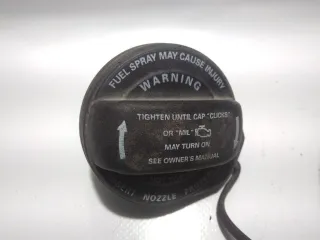 FUEL SPRAY MAY CAUSE INJURY
WARNING
TIGHTEN UNTIL CAP "CLICKS"
OR "MIL"
MAY TURN ON
SEE OWNER'S MANUAL
NOZZLE